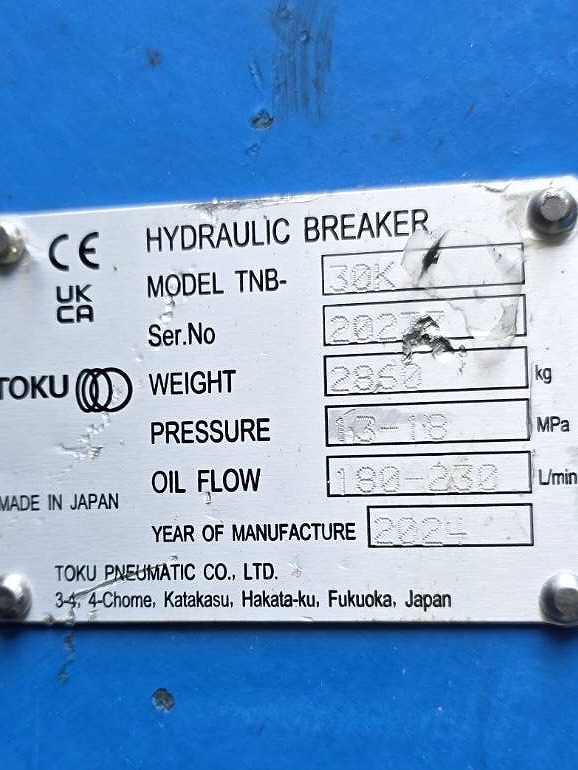 CE
UK
CA
TOKU
MADE IN JAPAN
HYDRAULIC BREAKER
MODEL TNB- 30K
Ser.No
WEIGHT 2860 kg
PRESSURE 13-18 MPa
OIL FLOW 180-230 L/min
YEAR OF MANUFACTURE 2024
TOKU PNEUMATIC CO., LTD.
3-4, 4-Chome, Katakasu, Hakata-ku, Fukuoka, Japan